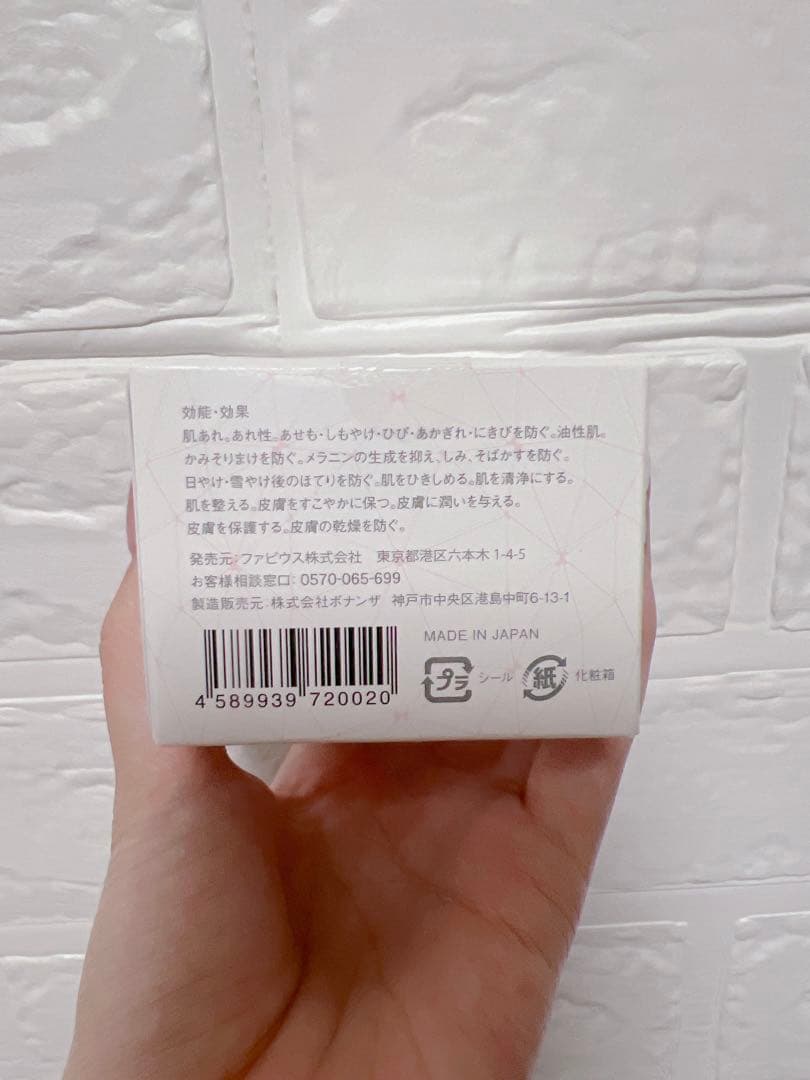 効能・効果
肌あれ。あれ性。あせも・しもやけ・ひび・あかぎれ・にきびを防ぐ。油性肌。
かみそりまけを防ぐ。メラニンの生成を抑え、しみ、そばかすを防ぐ。
日やけ・雪やけ後のほてりを防ぐ。肌をひきしめる。肌を清浄にする。
肌を整える。皮膚をすこやかに保つ。皮膚に潤いを与える。
皮膚を保護する。皮膚の乾燥を防ぐ。
発売元：ファビウス株式会社 東京都港区六本木1-4-5
お客様相談窓口：0570-065-699
製造販売元：株式会社ボナンザ 神戸市中央区港島中町6-13-1
MADE IN JAPAN
プラ シール 紙 化粧箱
4 589939 720020